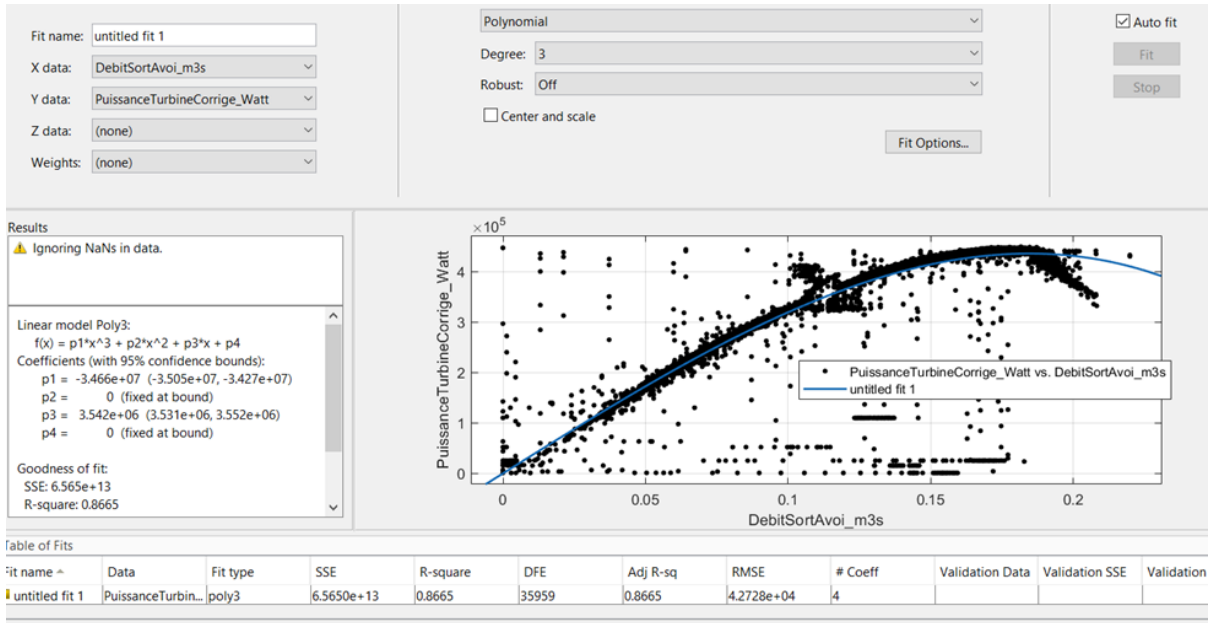 Fit name: untitled fit 1
X data: DebitSortAvoi_m3s
Y data: PuissanceTurbineCorrige_Watt
Z data: (none)
Weights: (none)
Polynomial
Degree: 3
Robust: Off
Center and scale
Fit Options...
Auto fit
Fit
Stop
Results
Ignoring NaNs in data.
Linear model Poly3:
f(x) = p1*x^3 + p2*x^2 + p3*x + p4
Coefficients (with 95% confidence bounds):
p1 = -3.466e+07 (-3.505e+07, -3.427e+07)
p2 = 0 (fixed at bound)
p3 = 3.542e+06 (3.531e+06, 3.552e+06)
p4 = 0 (fixed at bound)
Goodness of fit:
SSE: 6.565e+13
R-square: 0.8665
×10^5
4
3
2
1
0
PuissanceTurbineCorrige_Watt
PuissanceTurbineCorrige_Watt vs. DebitSortAvoi_m3s
untitled fit 1
0 0.05 0.1 0.15 0.2
DebitSortAvoi_m3s
Table of Fits
Fit name Data Fit type SSE R-square DFE Adj R-sq RMSE # Coeff Validation Data Validation SSE Validation
untitled fit 1 PuissanceTurbin... poly3 6.5650e+13 0.8665 35959 0.8665 4.2728e+04 4